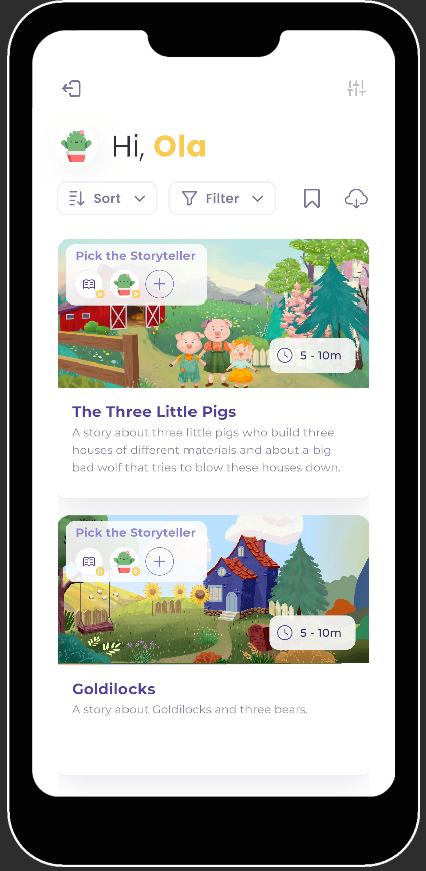 Hi, Ola
Sort
Filter
Pick the Storyteller
5 - 10m
The Three Little Pigs
A story about three little pigs who build three
houses of different materials and about a big
bad wolf that tries to blow these houses down.
Pick the Storyteller
5 - 10m
Goldilocks
A story about Goldilocks and three bears.